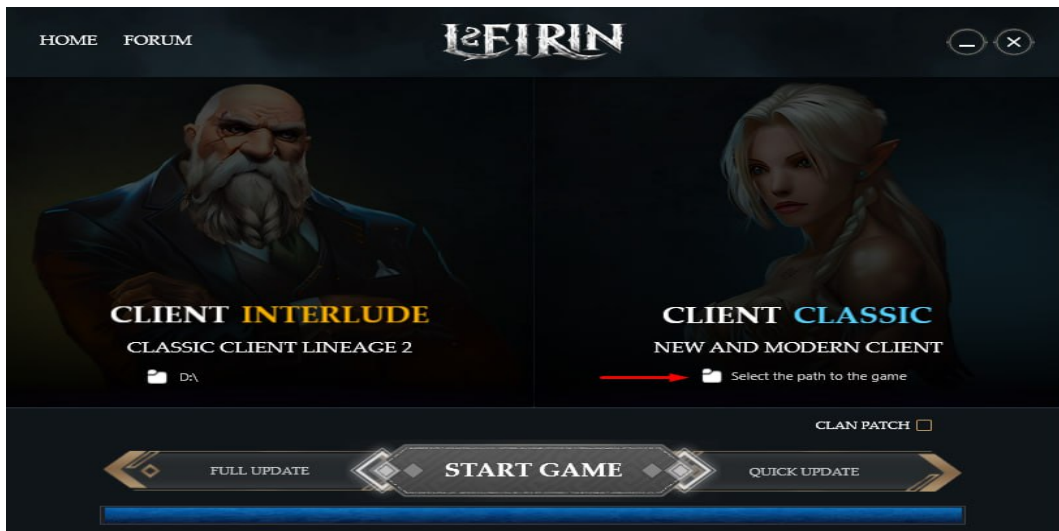 HOME FORUM L2EIRIN
CLIENT INTERLUDE
CLASSIC CLIENT LINEAGE 2
D:\
CLIENT CLASSIC
NEW AND MODERN CLIENT
Select the path to the game
CLAN PATCH
FULL UPDATE START GAME QUICK UPDATE